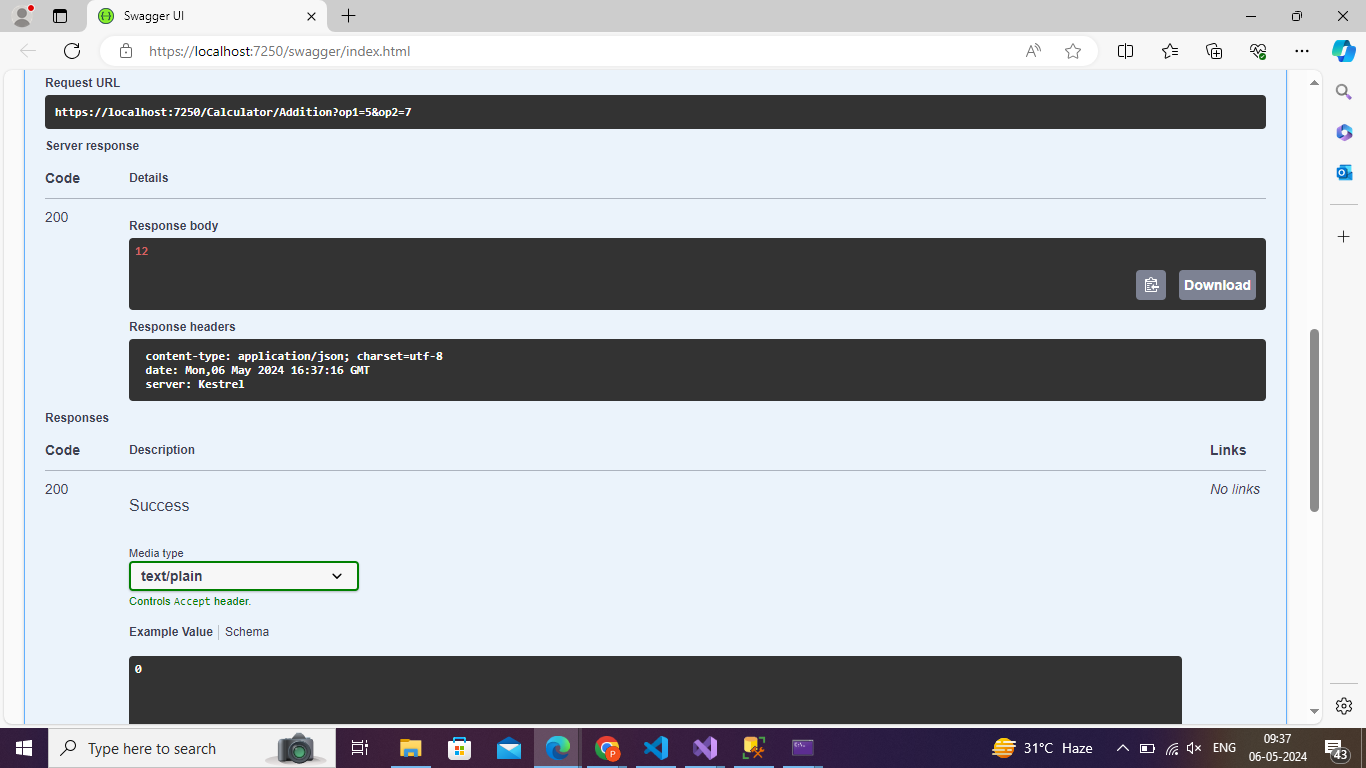 Swagger UI
https://localhost:7250/swagger/index.html
Request URL
https://localhost:7250/Calculator/Addition?op1=5&op2=7
Server response
Code Details
200
Response body
12
Download
Response headers
content-type: application/json; charset=utf-8
date: Mon,06 May 2024 16:37:16 GMT
server: Kestrel
Responses
Code Description Links
200 No links
Success
Media type
text/plain
Controls Accept header.
Example Value Schema
0
Type here to search
31°C Haze
ENG
09:37
06-05-2024
43